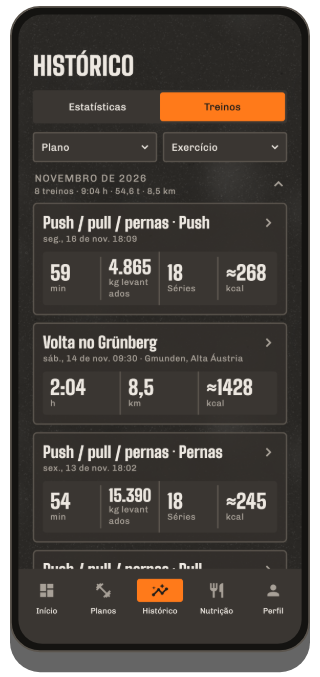 HISTÓRICO
Estatísticas
Treinos
Plano
Exercício
NOVEMBRO DE 2026
8 treinos · 9:04 h · 54,6 t · 8,5 km
Push / pull / pernas · Push
seg., 16 de nov. 18:09
59
4.865
18
≈268
min
kg levant
ados
Séries
kcal
Volta no Grünberg
sáb., 14 de nov. 09:30 · Gmunden, Alta Áustria
2:04
8,5
≈1428
h
km
kcal
Push / pull / pernas · Pernas
sex., 13 de nov. 18:02
54
15.390
18
≈245
min
kg levant
ados
Séries
kcal
Push / pull / pernas · Pull
Início
Planos
Histórico
Nutrição
Perfil